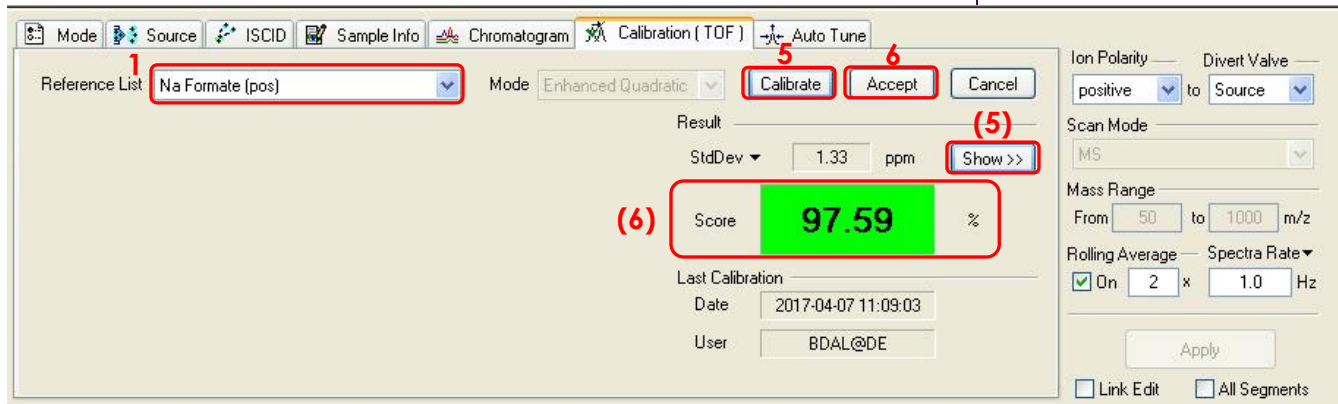 Mode Source ISCID Sample Info Chromatogram Calibration ( TOF ) Auto Tune
1 5 6
Reference List Na Formate (pos) Mode Enhanced Quadratic Calibrate Accept Cancel
Result (5)
StdDev 1.33 ppm Show >>
(6) Score 97.59 %
Last Calibration
Date 2017-04-07 11:09:03
User BDAL@DE
Ion Polarity Divert Valve
positive to Source
Scan Mode
MS
Mass Range
From 50 to 1000 m/z
Rolling Average Spectra Rate
On 2 x 1.0 Hz
Apply
Link Edit All Segments